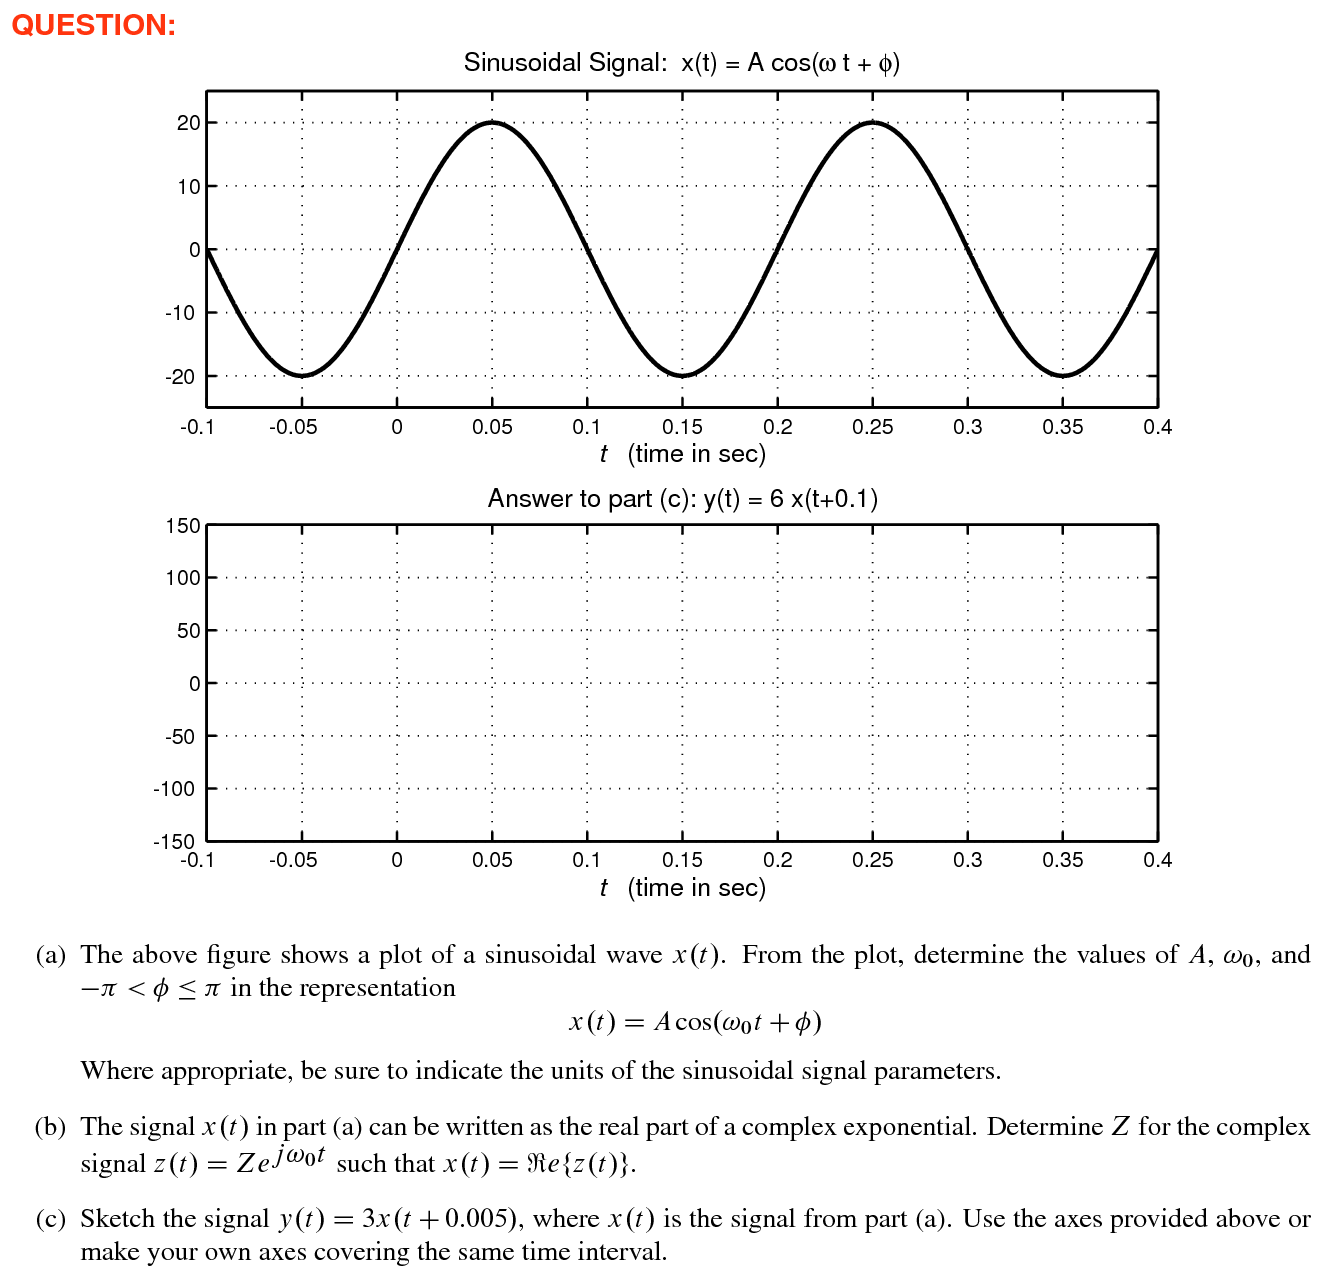 QUESTION:
Sinusoidal Signal: x(t) = A cos(ω t + ϕ)
20
10
0
-10
-20
-0.1 -0.05 0 0.05 0.1 0.15 0.2 0.25 0.3 0.35 0.4
t (time in sec)
Answer to part (c): y(t) = 6 x(t+0.1)
150
100
50
0
-50
-100
-150
-0.1 -0.05 0 0.05 0.1 0.15 0.2 0.25 0.3 0.35 0.4
t (time in sec)
(a) The above figure shows a plot of a sinusoidal wave x(t). From the plot, determine the values of A, ω₀, and
−π < ϕ ≤ π in the representation
x(t) = A cos(ω₀t + ϕ)
Where appropriate, be sure to indicate the units of the sinusoidal signal parameters.
(b) The signal x(t) in part (a) can be written as the real part of a complex exponential. Determine Z for the complex
signal z(t) = Ze^{jω₀t} such that x(t) = ℜe{z(t)}.
(c) Sketch the signal y(t) = 3x(t + 0.005), where x(t) is the signal from part (a). Use the axes provided above or
make your own axes covering the same time interval.